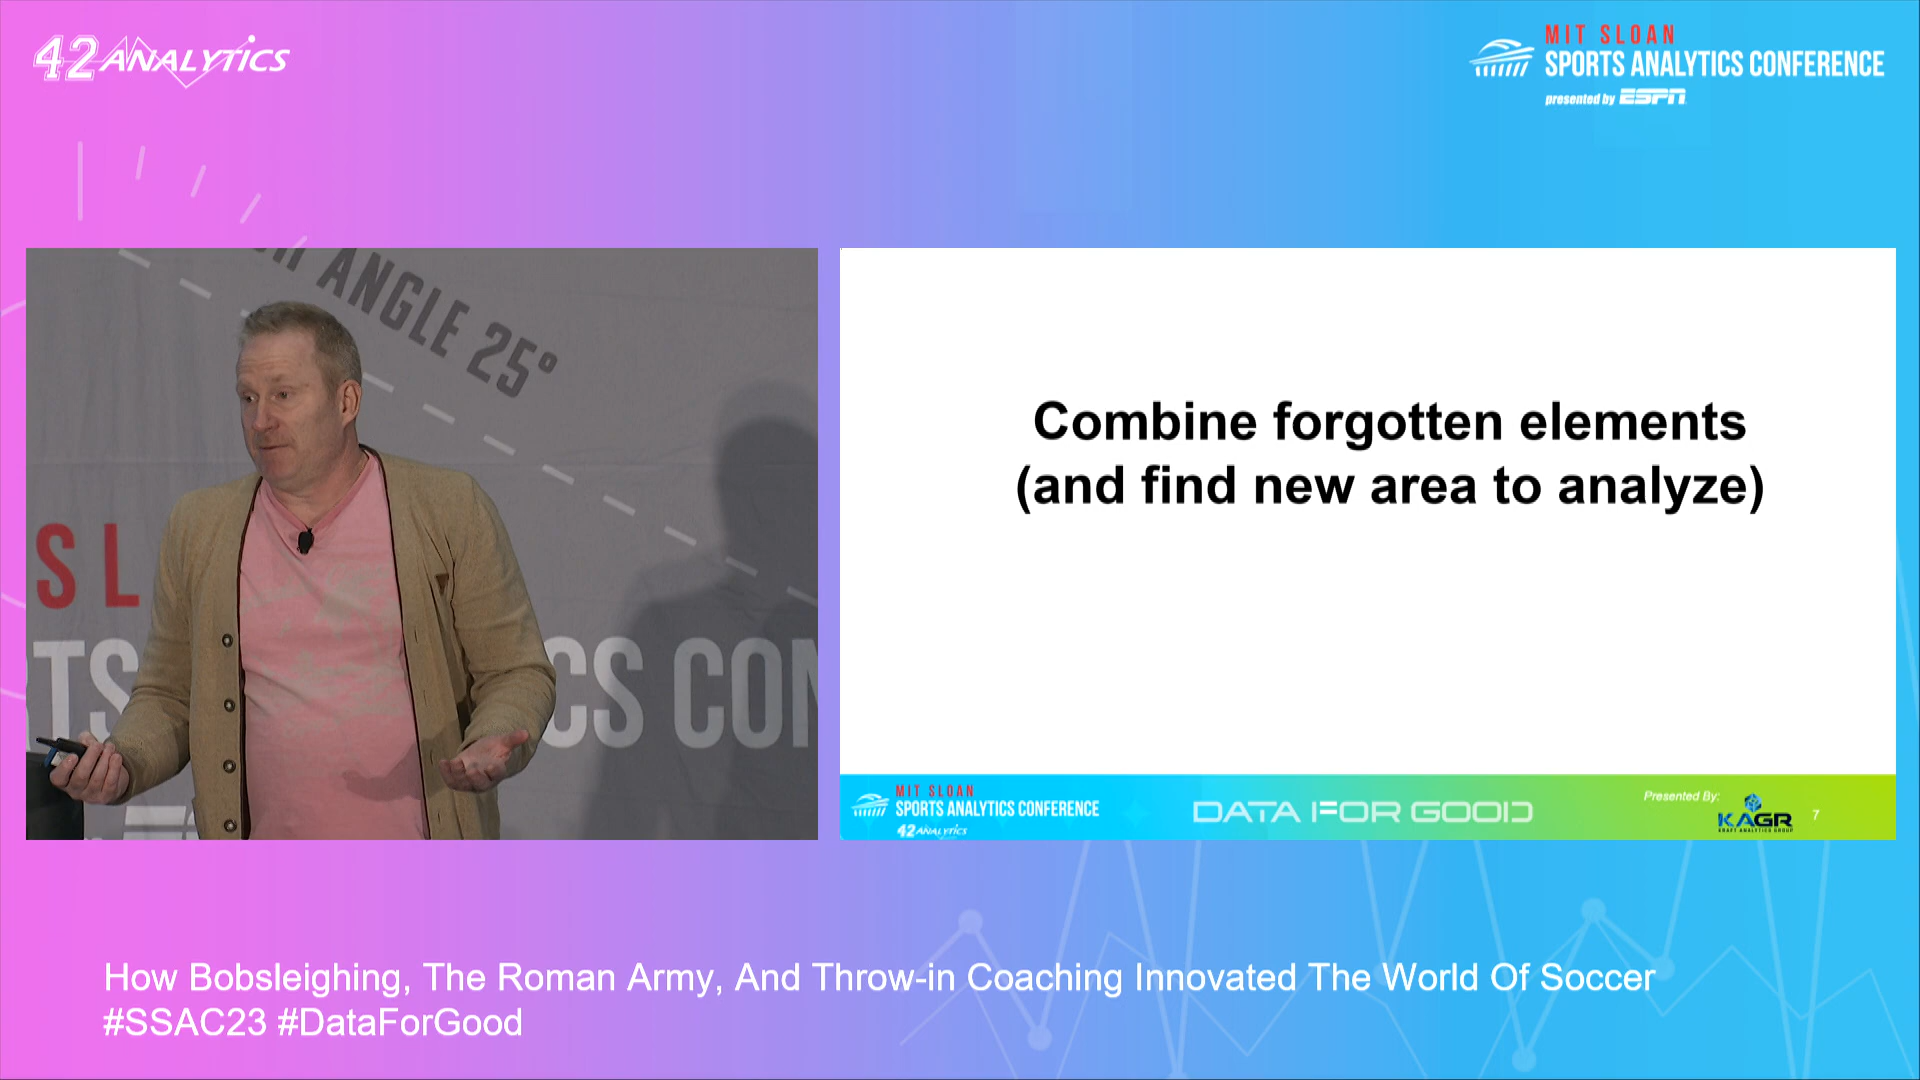 42 ANALYTICS
MIT SLOAN
SPORTS ANALYTICS CONFERENCE
presented by ESPN
ANGLE 25°
S L
TS
CS CON
Combine forgotten elements
(and find new area to analyze)
MIT SLOAN
SPORTS ANALYTICS CONFERENCE
42 ANALYTICS
DATA FOR GOOD
Presented By:
KAGR
KRAFT ANALYTICS GROUP
7
How Bobsleighing, The Roman Army, And Throw-in Coaching Innovated The World Of Soccer
#SSAC23 #DataForGood